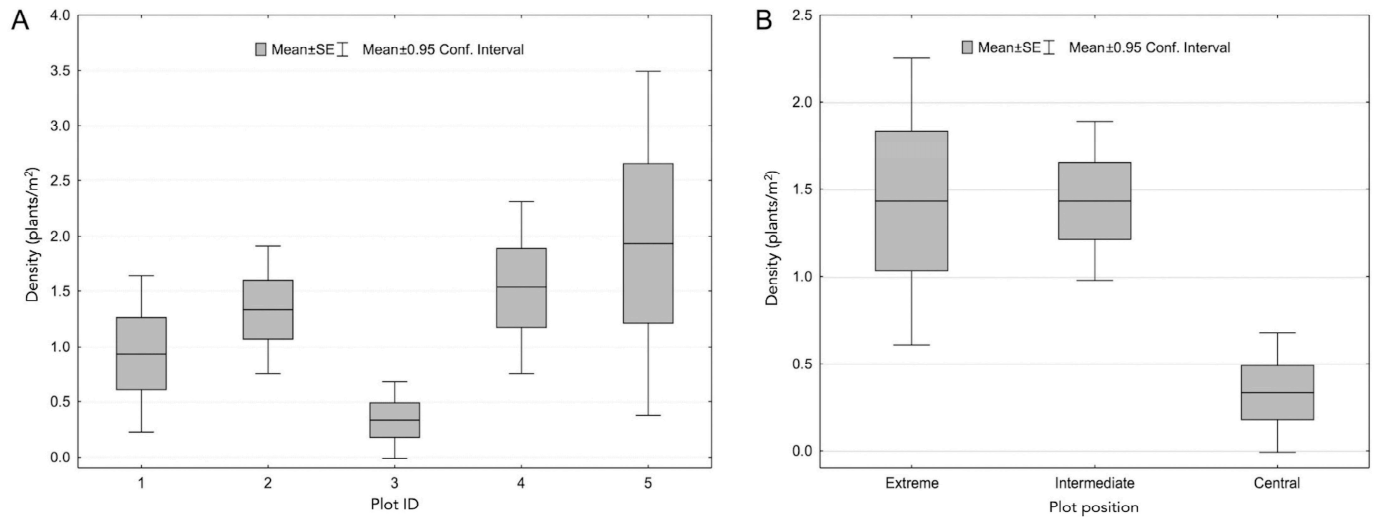 A
Mean±SE Mean±0.95 Conf. Interval
Density (plants/m²)
4.0
3.5
3.0
2.5
2.0
1.5
1.0
0.5
0.0
1 2 3 4 5
Plot ID
B
Mean±SE Mean±0.95 Conf. Interval
Density (plants/m²)
2.5
2.0
1.5
1.0
0.5
0.0
Extreme Intermediate Central
Plot position